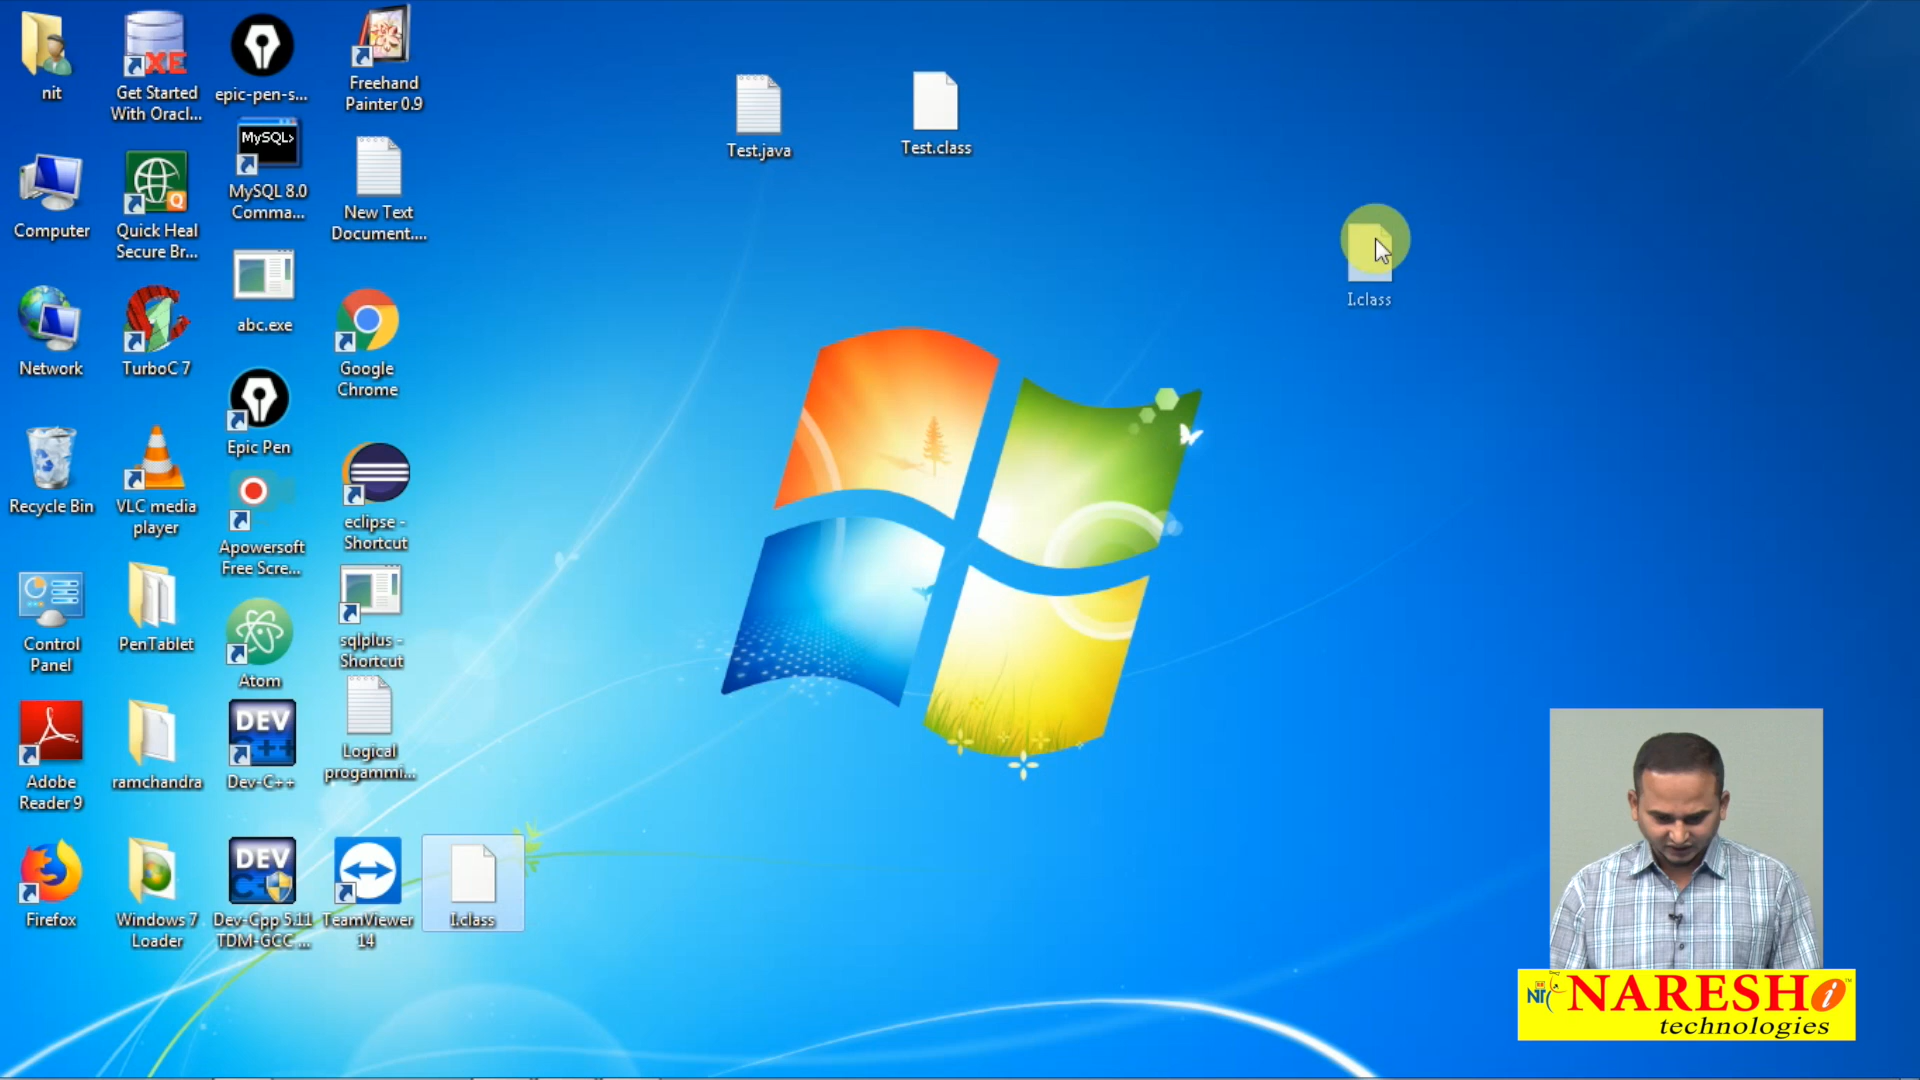 nit
Get Started
With Oracl...
XE
epic-pen-s...
Freehand
Painter 0.9
Computer
Quick Heal
Secure Br...
Q
MySQL>
MySQL 8.0
Comma...
New Text
Document....
Network
TurboC 7
abc.exe
Google
Chrome
Recycle Bin
VLC media
player
Epic Pen
Apowersoft
Free Scre...
eclipse -
Shortcut
Control
Panel
PenTablet
Atom
sqlplus -
Shortcut
Adobe
Reader 9
ramchandra
DEV
C++
Dev-C++
Logical
progammi...
Firefox
Windows 7
Loader
DEV
Dev-Cpp 5.11
TDM-GCC ...
TeamViewer
14
I.class
Test.java
Test.class
I.class
NARESH i
technologies